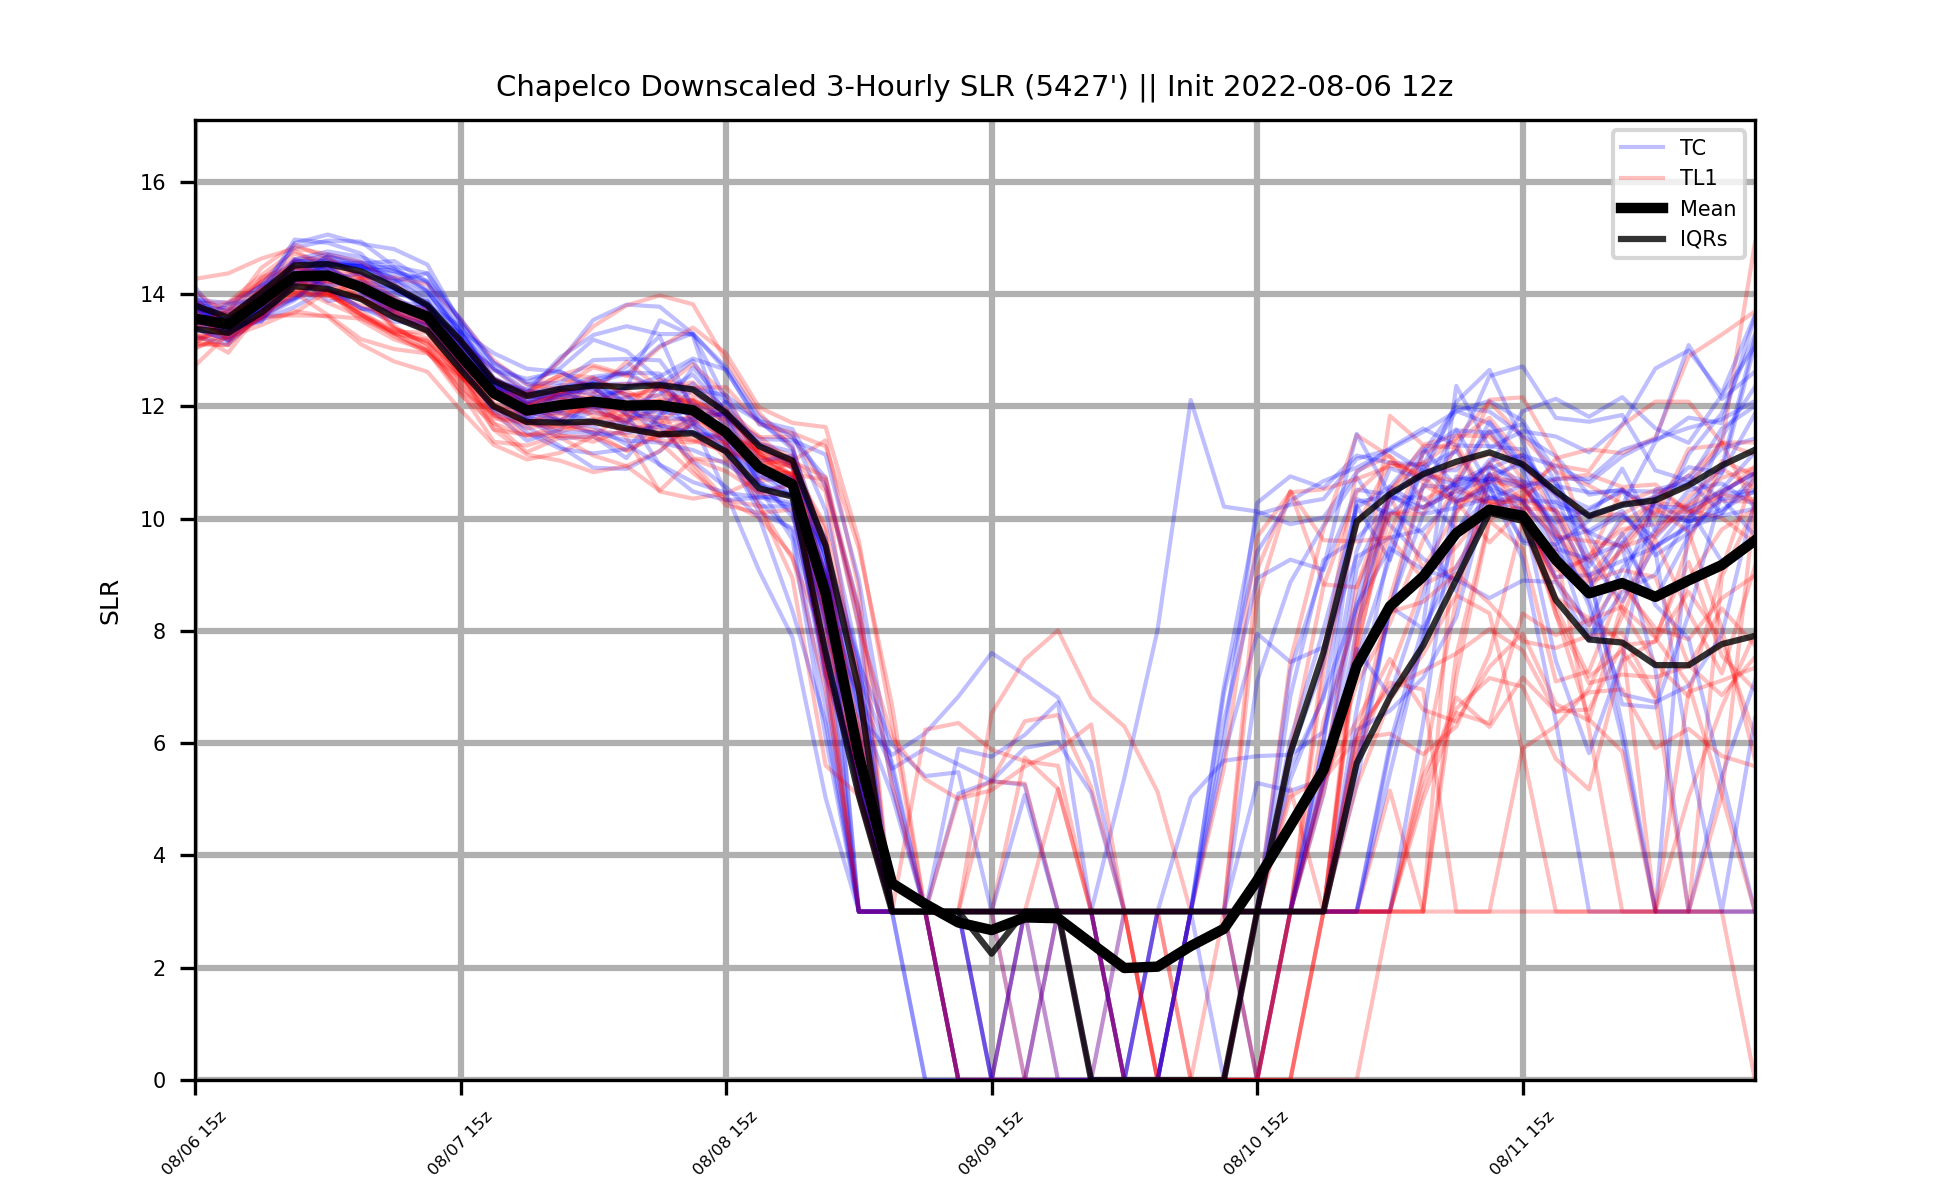 Chapelco Downscaled 3-Hourly SLR (5427') || Init 2022-08-06 12z
TC
TL1
Mean
IQRs
SLR
16
14
12
10
8
6
4
2
0
08/06 15z
08/07 15z
08/08 15z
08/09 15z
08/10 15z
08/11 15z